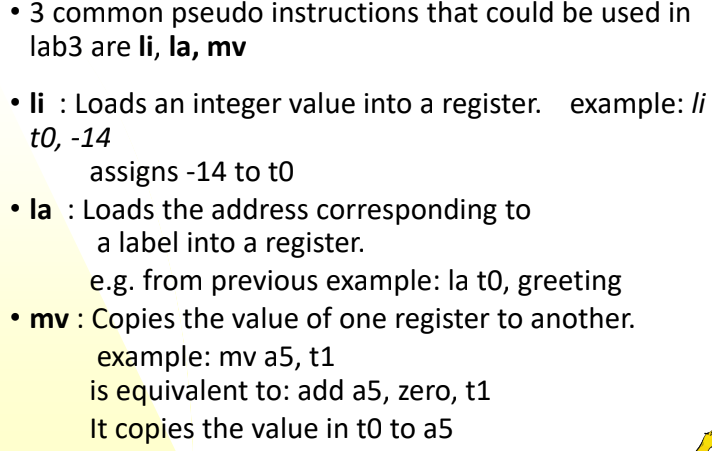 • 3 common pseudo instructions that could be used in
lab3 are li, la, mv
• li : Loads an integer value into a register. example: li
t0, -14
assigns -14 to t0
• la : Loads the address corresponding to
a label into a register.
e.g. from previous example: la t0, greeting
• mv : Copies the value of one register to another.
example: mv a5, t1
is equivalent to: add a5, zero, t1
It copies the value in t0 to a5